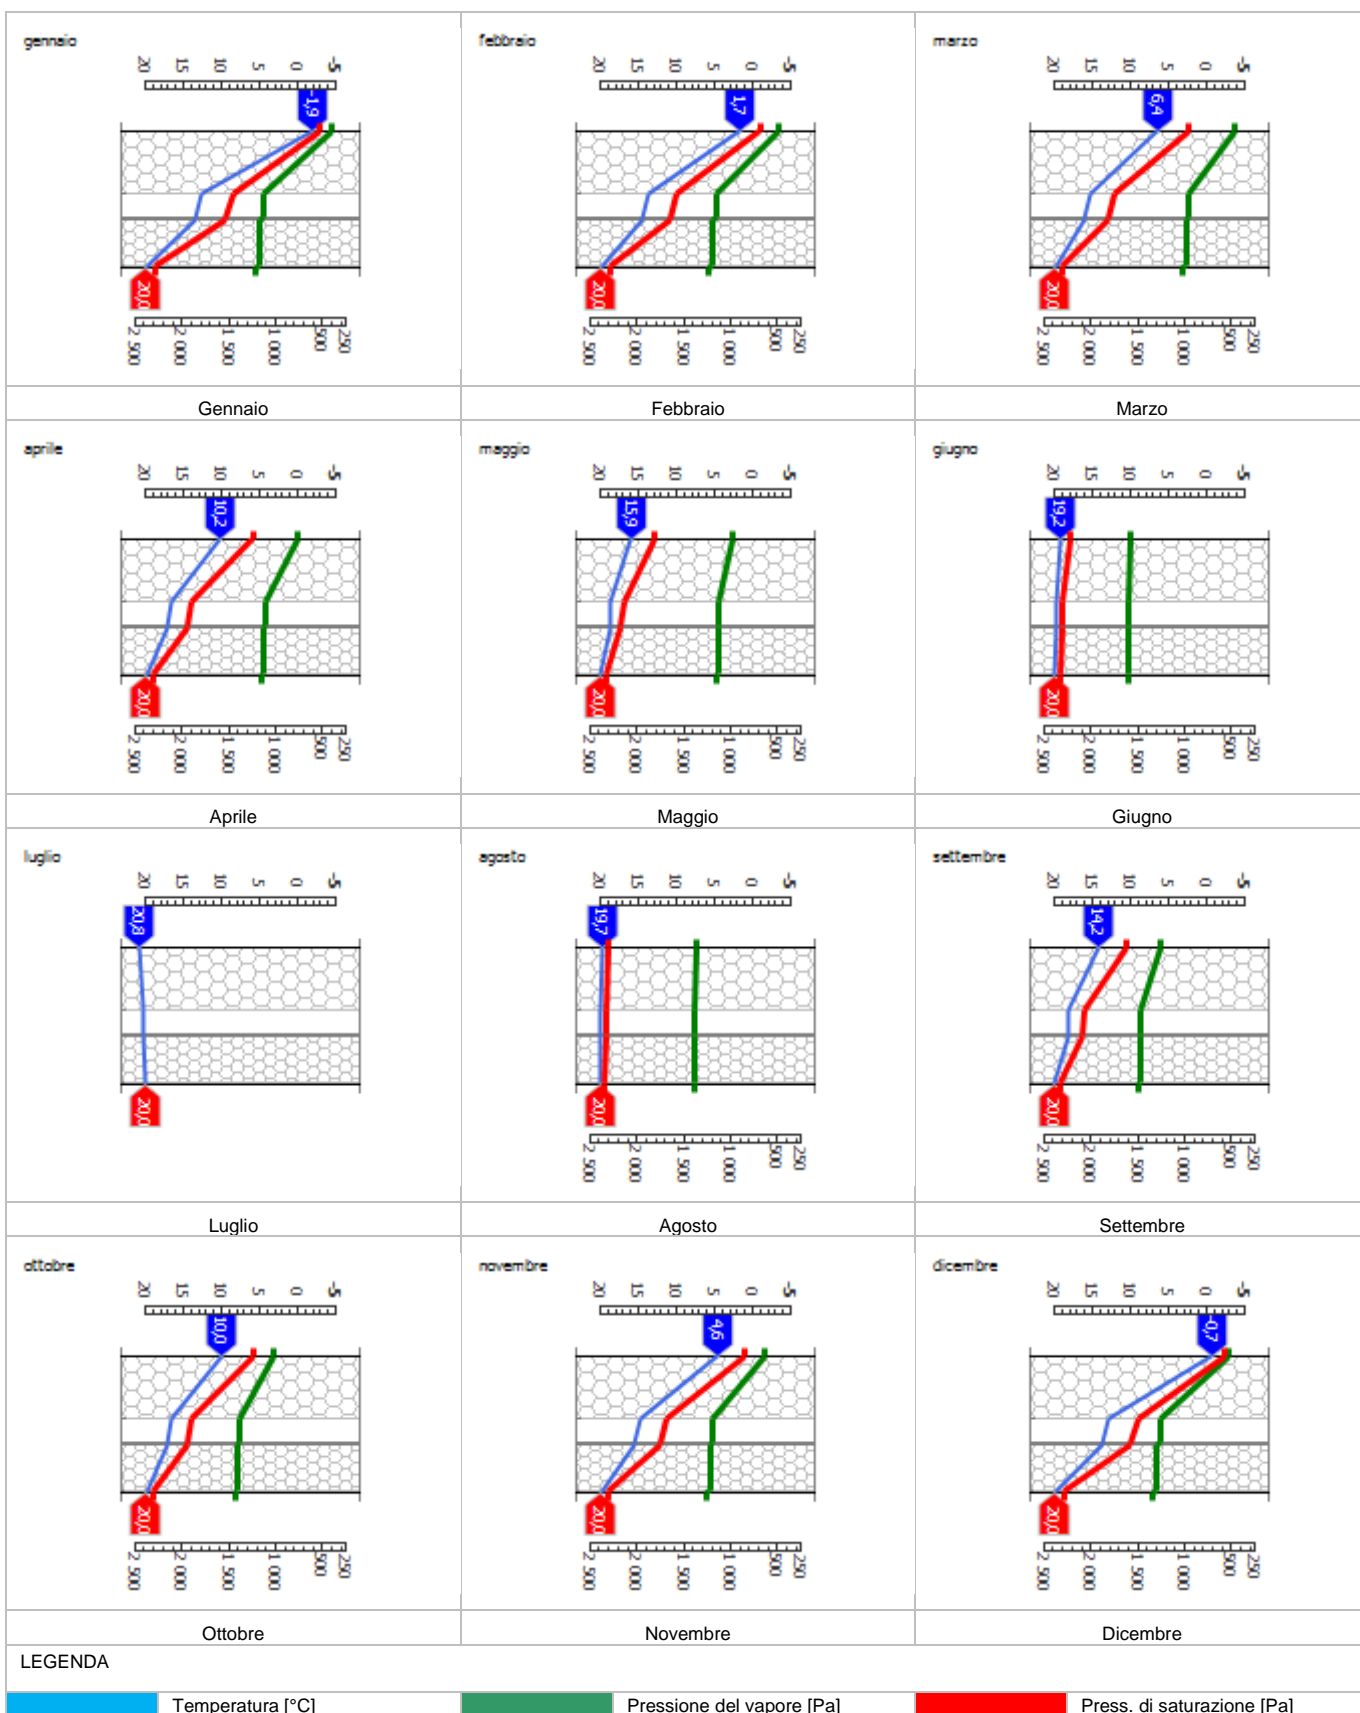 gennaio
20 15 10 5 0 -5
-1,9
20,0
2 500 2 000 1 500 1 000 500 250
Gennaio
febbraio
20 15 10 5 0 -5
1,7
20,0
2 500 2 000 1 500 1 000 500 250
Febbraio
marzo
20 15 10 5 0 -5
6,4
20,0
2 500 2 000 1 500 1 000 500 250
Marzo
aprile
20 15 10 5 0 -5
10,2
20,0
2 500 2 000 1 500 1 000 500 250
Aprile
maggio
20 15 10 5 0 -5
15,9
20,0
2 500 2 000 1 500 1 000 500 250
Maggio
giugno
20 15 10 5 0 -5
19,2
20,0
2 500 2 000 1 500 1 000 500 250
Giugno
luglio
20 15 10 5 0 -5
20,8
20,0
Luglio
agosto
20 15 10 5 0 -5
19,7
20,0
2 500 2 000 1 500 1 000 500 250
Agosto
settembre
20 15 10 5 0 -5
14,2
20,0
2 500 2 000 1 500 1 000 500 250
Settembre
ottobre
20 15 10 5 0 -5
10,0
20,0
2 500 2 000 1 500 1 000 500 250
Ottobre
novembre
20 15 10 5 0 -5
4,6
20,0
2 500 2 000 1 500 1 000 500 250
Novembre
dicembre
20 15 10 5 0 -5
-0,7
20,0
2 500 2 000 1 500 1 000 500 250
Dicembre
LEGENDA
Temperatura [°C]
Pressione del vapore [Pa]
Press. di saturazione [Pa]